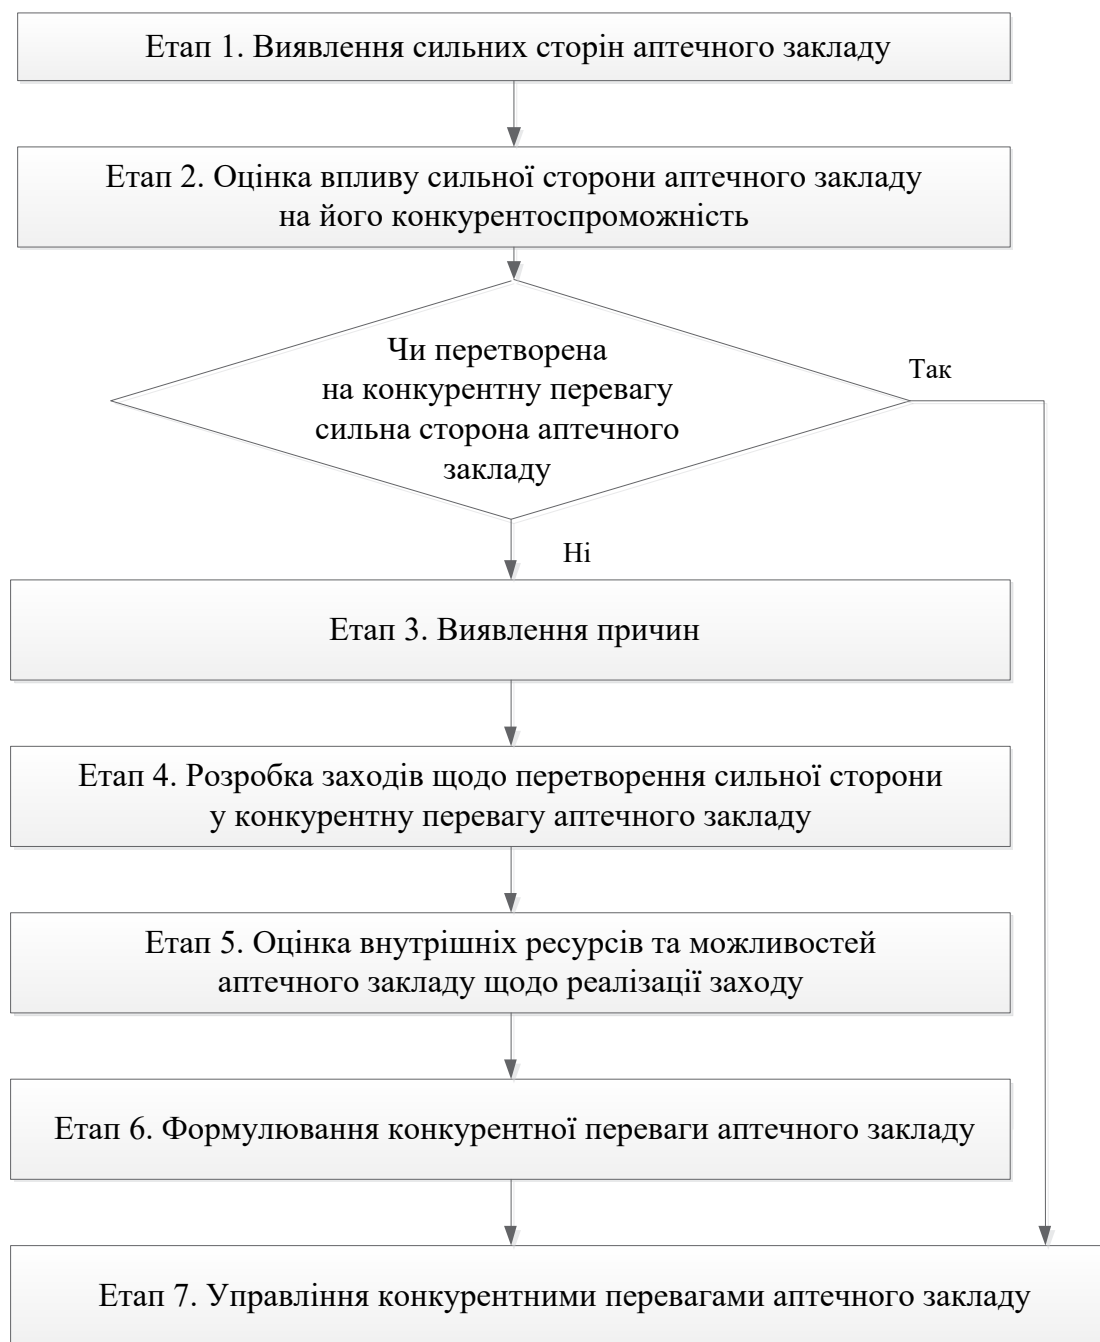 Етап 1. Виявлення сильних сторін аптечного закладу
Етап 2. Оцінка впливу сильної сторони аптечного закладу
на його конкурентоспроможність
Чи перетворена
на конкурентну перевагу
сильна сторона аптечного
закладу
Так
Ні
Етап 3. Виявлення причин
Етап 4. Розробка заходів щодо перетворення сильної сторони
у конкурентну перевагу аптечного закладу
Етап 5. Оцінка внутрішніх ресурсів та можливостей
аптечного закладу щодо реалізації заходу
Етап 6. Формулювання конкурентної переваги аптечного закладу
Етап 7. Управління конкурентними перевагами аптечного закладу